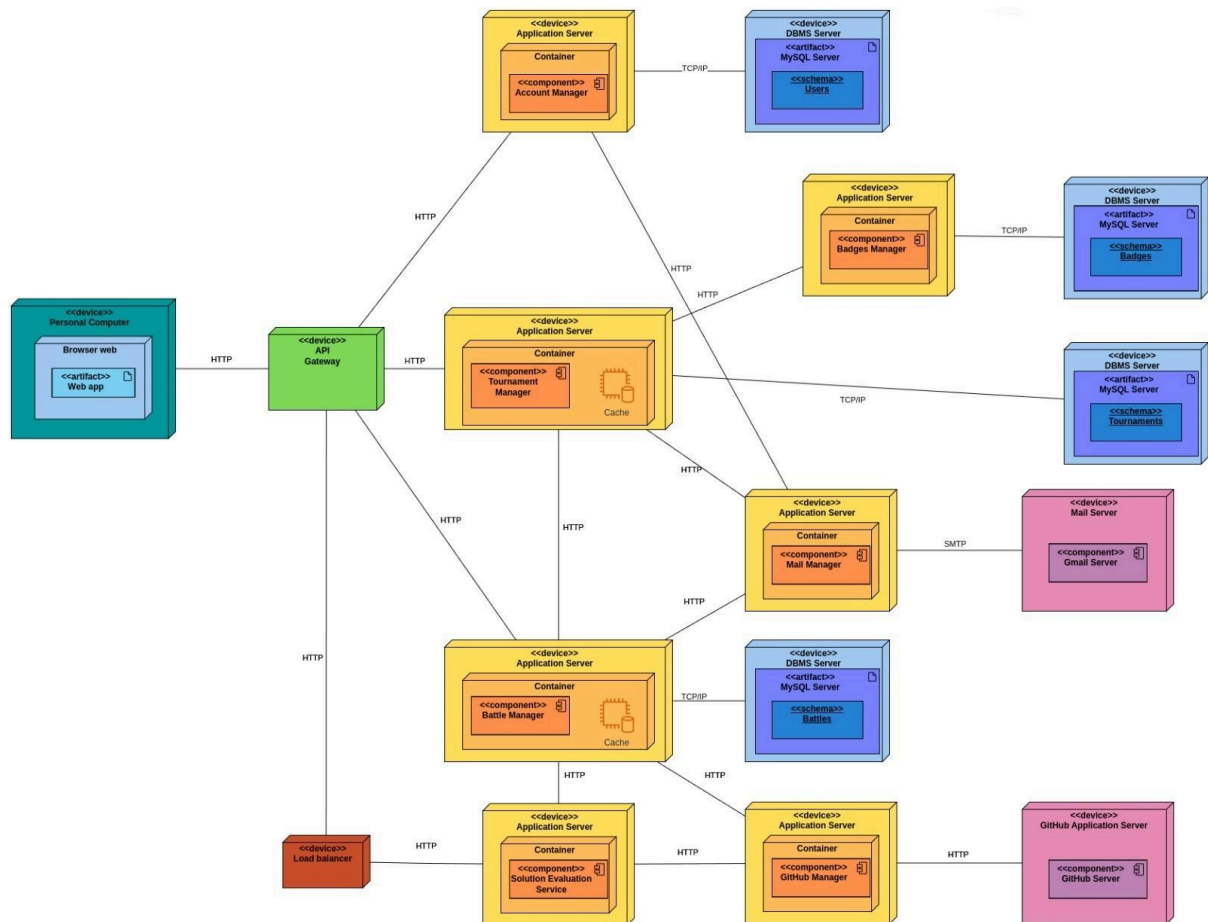 <<device>>
Application Server
Container
<<component>>
Account Manager
TCP/IP
<<device>>
DBMS Server
<<artifact>>
MySQL Server
<<schema>>
Users
HTTP
HTTP
<<device>>
Application Server
Container
<<component>>
Badges Manager
TCP/IP
<<device>>
DBMS Server
<<artifact>>
MySQL Server
<<schema>>
Badges
HTTP
<<device>>
Personal Computer
Browser web
<<artifact>>
Web app
HTTP
<<device>>
API
Gateway
HTTP
<<device>>
Application Server
Container
<<component>>
Tournament
Manager
Cache
TCP/IP
<<device>>
DBMS Server
<<artifact>>
MySQL Server
<<schema>>
Tournaments
HTTP
HTTP
HTTP
<<device>>
Application Server
Container
<<component>>
Mail Manager
SMTP
<<device>>
Mail Server
<<component>>
Gmail Server
HTTP
HTTP
<<device>>
Application Server
Container
<<component>>
Battle Manager
Cache
TCP/IP
<<device>>
DBMS Server
<<artifact>>
MySQL Server
<<schema>>
Battles
HTTP
HTTP
<<device>>
Load balancer
HTTP
<<device>>
Application Server
Container
<<component>>
Solution Evaluation
Service
HTTP
<<device>>
Application Server
Container
<<component>>
GitHub Manager
HTTP
<<device>>
GitHub Application Server
<<component>>
GitHub Server